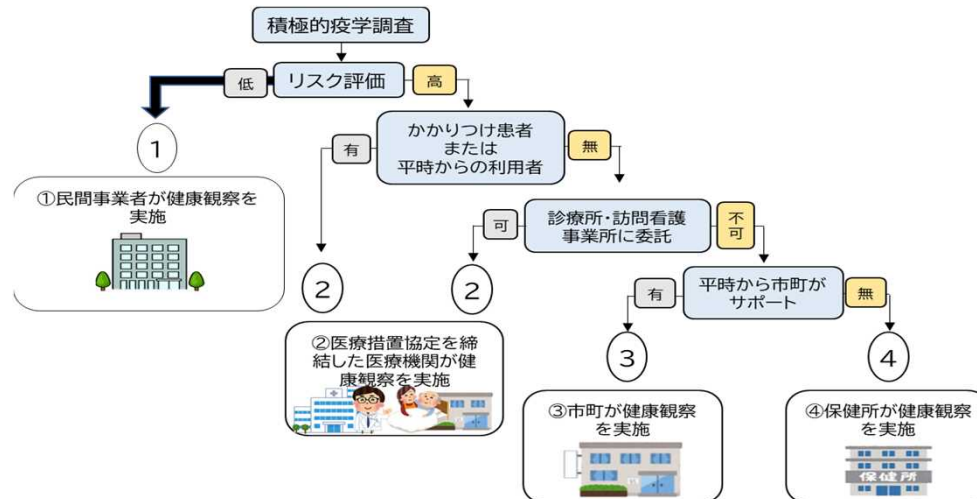 積極的疫学調査
低
リスク評価
高
有
かかりつけ患者
または
平時からの利用者
無
1
①民間事業者が健康観察を
実施
可
診療所・訪問看護
事業所に委託
不
可
2
2
有
平時から市町が
サポート
無
②医療措置協定を締
結した医療機関が健
康観察を実施
3
4
③市町が健康観察
を実施
④保健所が健康観察
を実施
保健所